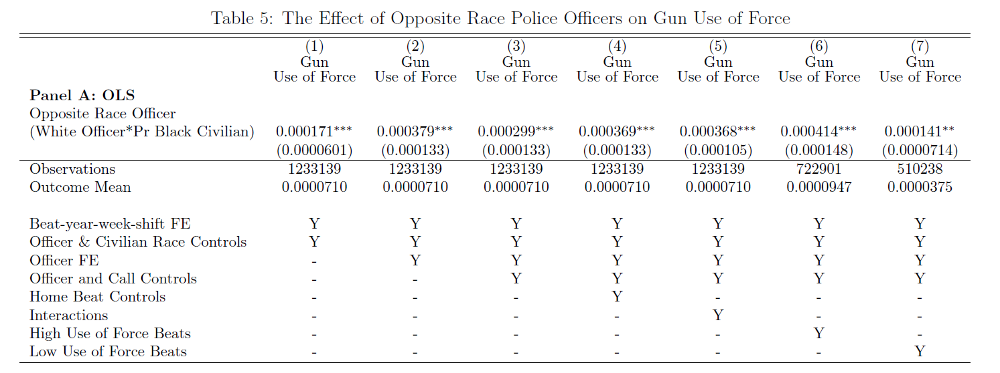 Table 5: The Effect of Opposite Race Police Officers on Gun Use of Force
(1) (2) (3) (4) (5) (6) (7)
Gun Gun Gun Gun Gun Gun Gun
Use of Force Use of Force Use of Force Use of Force Use of Force Use of Force Use of Force
Panel A: OLS
Opposite Race Officer
(White Officer*Pr Black Civilian) 0.000171*** 0.000379*** 0.000299*** 0.000369*** 0.000368*** 0.000414*** 0.000141**
(0.0000601) (0.000133) (0.000133) (0.000133) (0.000105) (0.000148) (0.0000714)
Observations 1233139 1233139 1233139 1233139 1233139 722901 510238
Outcome Mean 0.0000710 0.0000710 0.0000710 0.0000710 0.0000710 0.0000947 0.0000375
Beat-year-week-shift FE Y Y Y Y Y Y Y
Officer & Civilian Race Controls Y Y Y Y Y Y Y
Officer FE - Y Y Y Y Y Y
Officer and Call Controls - - Y Y Y Y Y
Home Beat Controls - - - Y - - -
Interactions - - - - Y - -
High Use of Force Beats - - - - - Y -
Low Use of Force Beats - - - - - - Y